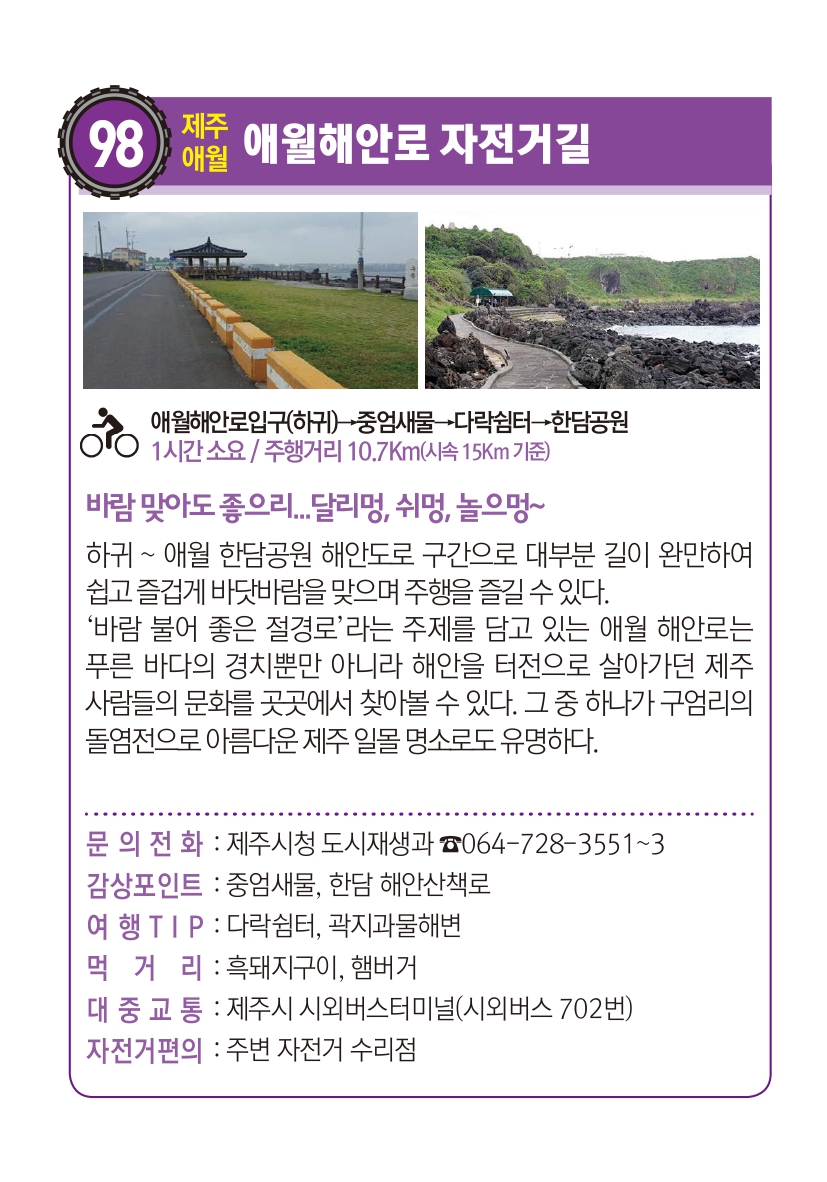 98
제주
애월
애월해안로 자전거길
애월해안로입구(하귀)→중엄새물→다락쉼터→한담공원
1시간 소요 / 주행거리 10.7Km(시속 15Km 기준)
바람 맞아도 좋으리...달리멍, 쉬멍, 놀으멍~
하귀 ~ 애월 한담공원 해안도로 구간으로 대부분 길이 완만하여
쉽고 즐겁게 바닷바람을 맞으며 주행을 즐길 수 있다.
‘바람 불어 좋은 절경로’라는 주제를 담고 있는 애월 해안로는
푸른 바다의 경치뿐만 아니라 해안을 터전으로 살아가던 제주
사람들의 문화를 곳곳에서 찾아볼 수 있다. 그 중 하나가 구엄리의
돌염전으로 아름다운 제주 일몰 명소로도 유명하다.
문의전화 : 제주시청 도시재생과 ☎064-728-3551~3
감상포인트 : 중엄새물, 한담 해안산책로
여행TIP : 다락쉼터, 곽지과물해변
먹거리 : 흑돼지구이, 햄버거
대중교통 : 제주시 시외버스터미널(시외버스 702번)
자전거편의 : 주변 자전거 수리점